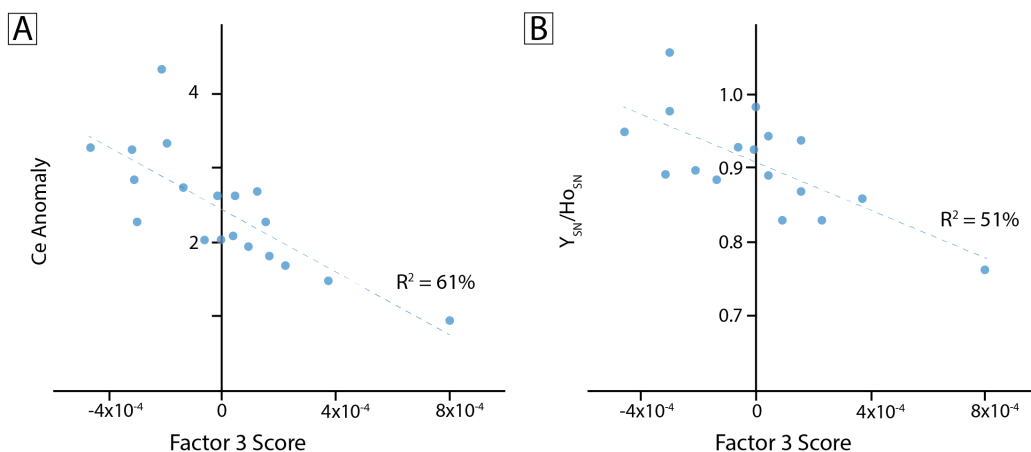 A
Ce Anomaly
4
2
R² = 61%
-4x10⁻⁴
0
4x10⁻⁴
8x10⁻⁴
Factor 3 Score
B
Y_SN/Ho_SN
1.0
0.9
0.8
0.7
R² = 51%
-4x10⁻⁴
0
4x10⁻⁴
8x10⁻⁴
Factor 3 Score